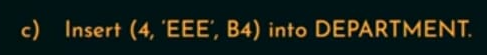 c) Insert (4, 'EEE', B4) into DEPARTMENT.